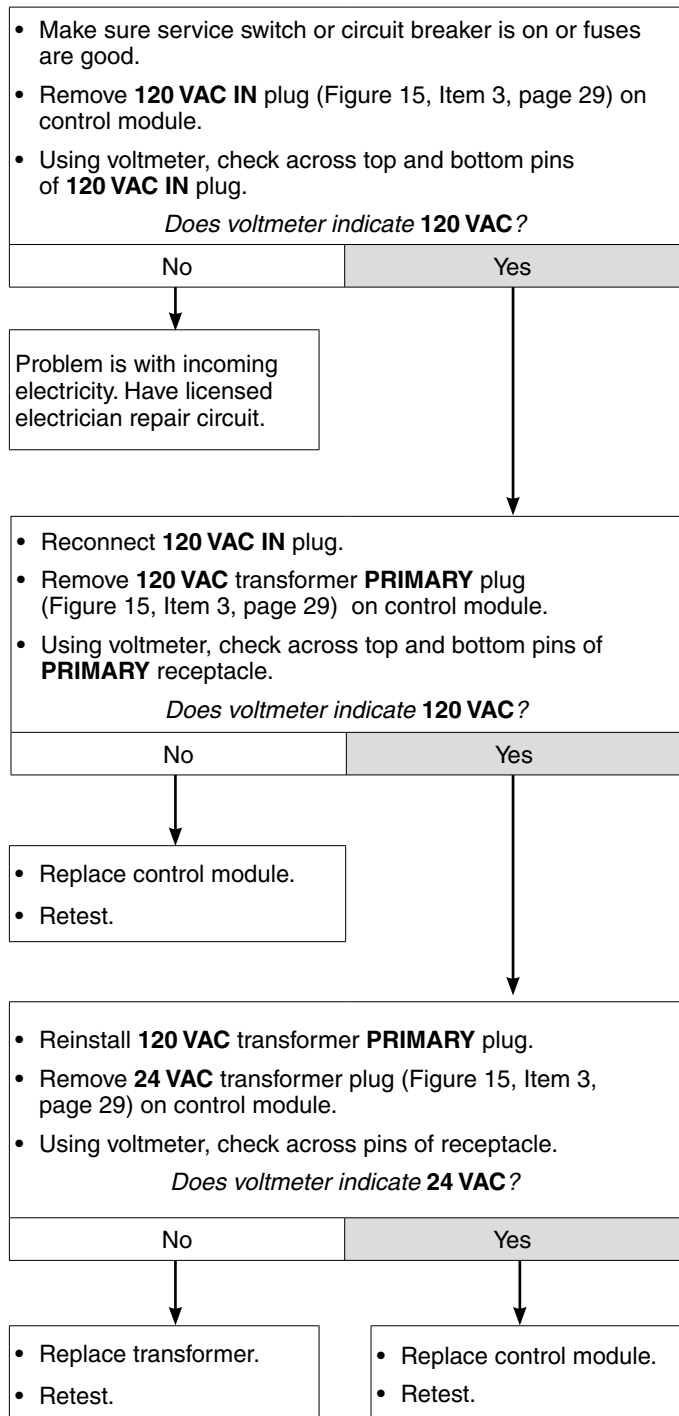 • Make sure service switch or circuit breaker is on or fuses
are good.
• Remove 120 VAC IN plug (Figure 15, Item 3, page 29) on
control module.
• Using voltmeter, check across top and bottom pins
of 120 VAC IN plug.
Does voltmeter indicate 120 VAC?
No
Yes
Problem is with incoming
electricity. Have licensed
electrician repair circuit.
• Reconnect 120 VAC IN plug.
• Remove 120 VAC transformer PRIMARY plug
(Figure 15, Item 3, page 29) on control module.
• Using voltmeter, check across top and bottom pins of
PRIMARY receptacle.
Does voltmeter indicate 120 VAC?
No
Yes
• Replace control module.
• Retest.
• Reinstall 120 VAC transformer PRIMARY plug.
• Remove 24 VAC transformer plug (Figure 15, Item 3,
page 29) on control module.
• Using voltmeter, check across pins of receptacle.
Does voltmeter indicate 24 VAC?
No
Yes
• Replace transformer.
• Retest.
• Replace control module.
• Retest.